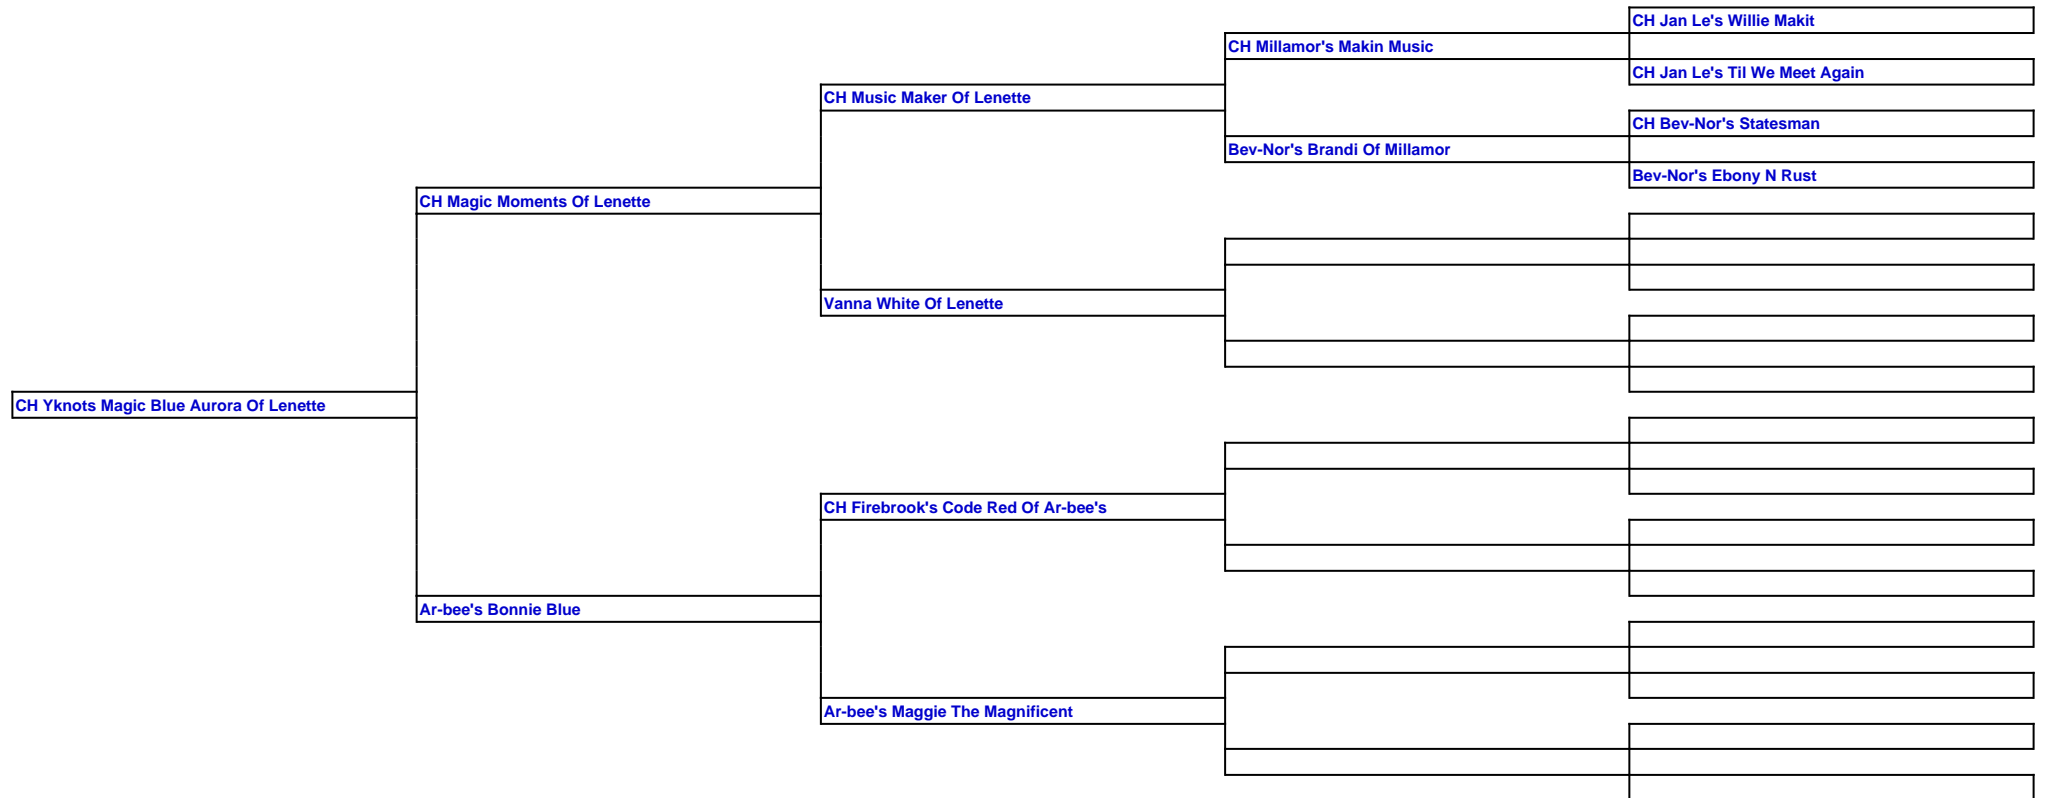 CH Jan Le's Willie Makit
CH Millamor's Makin Music
CH Jan Le's Til We Meet Again
CH Music Maker Of Lenette
CH Bev-Nor's Statesman
Bev-Nor's Brandi Of Millamor
Bev-Nor's Ebony N Rust
CH Magic Moments Of Lenette
Vanna White Of Lenette
CH Yknots Magic Blue Aurora Of Lenette
CH Firebrook's Code Red Of Ar-bee's
Ar-bee's Bonnie Blue
Ar-bee's Maggie The Magnificent